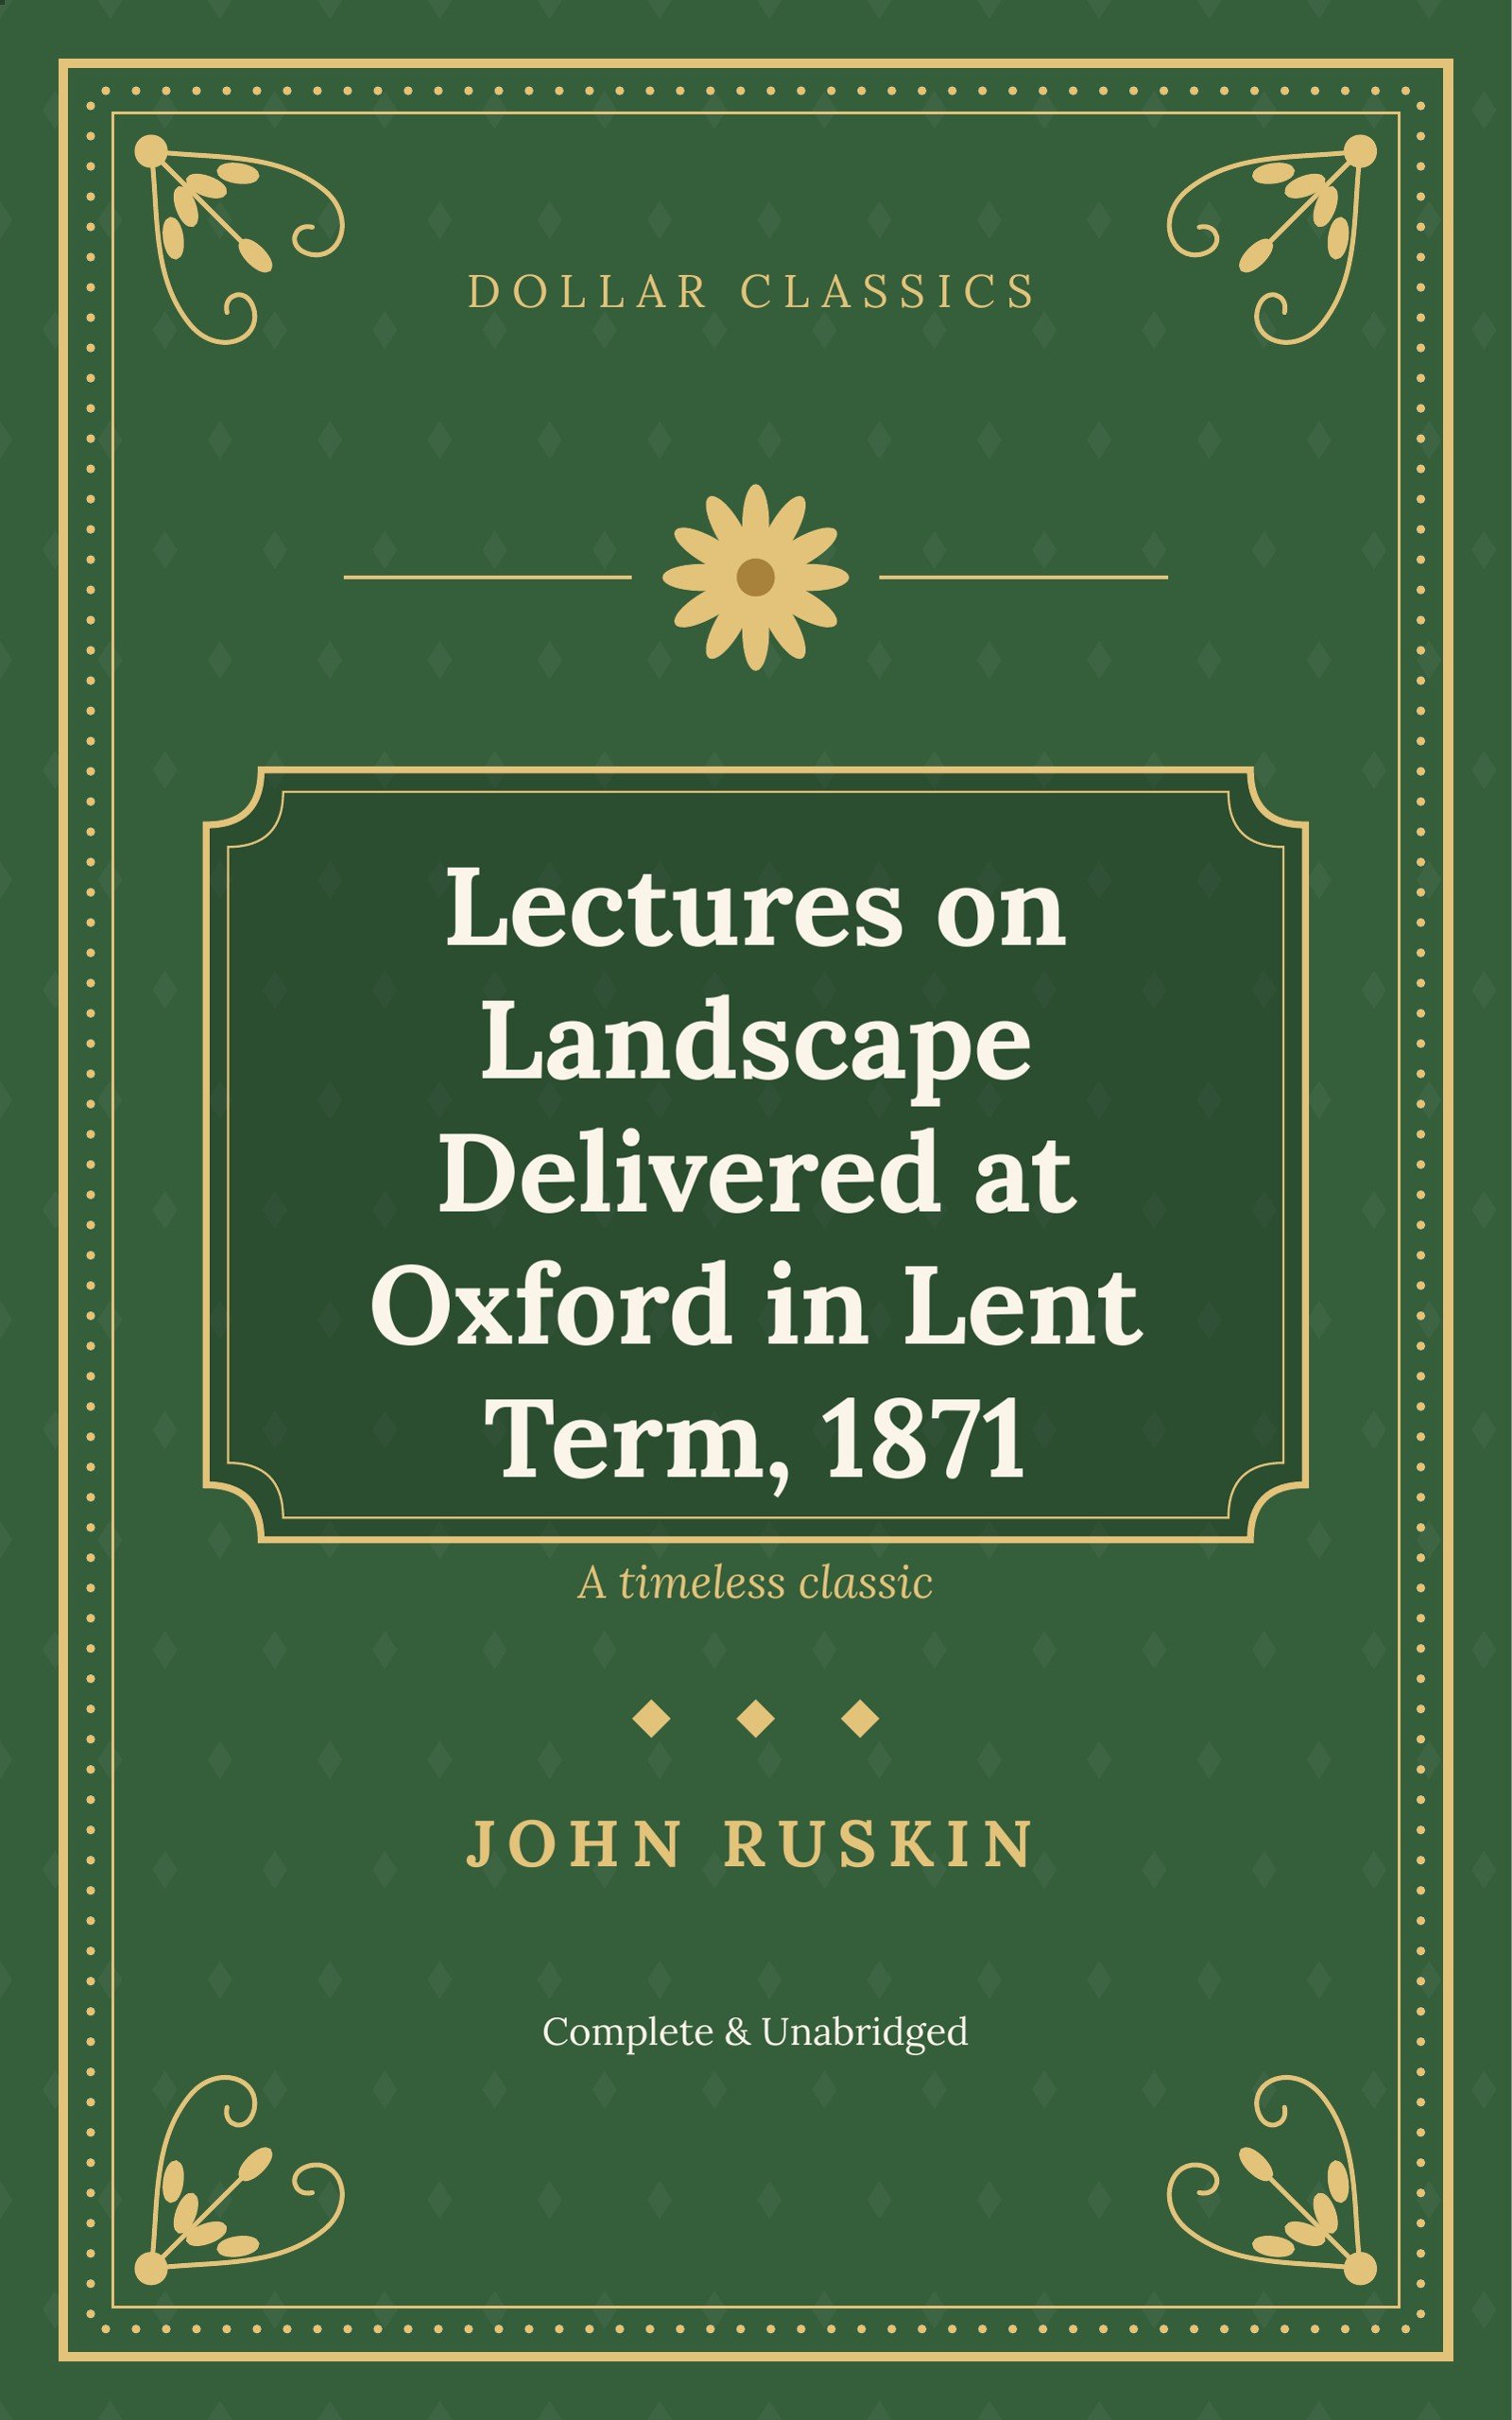 DOLLAR CLASSICS
Lectures on
Landscape
Delivered at
Oxford in Lent
Term, 1871
A timeless classic
JOHN RUSKIN
Complete & Unabridged